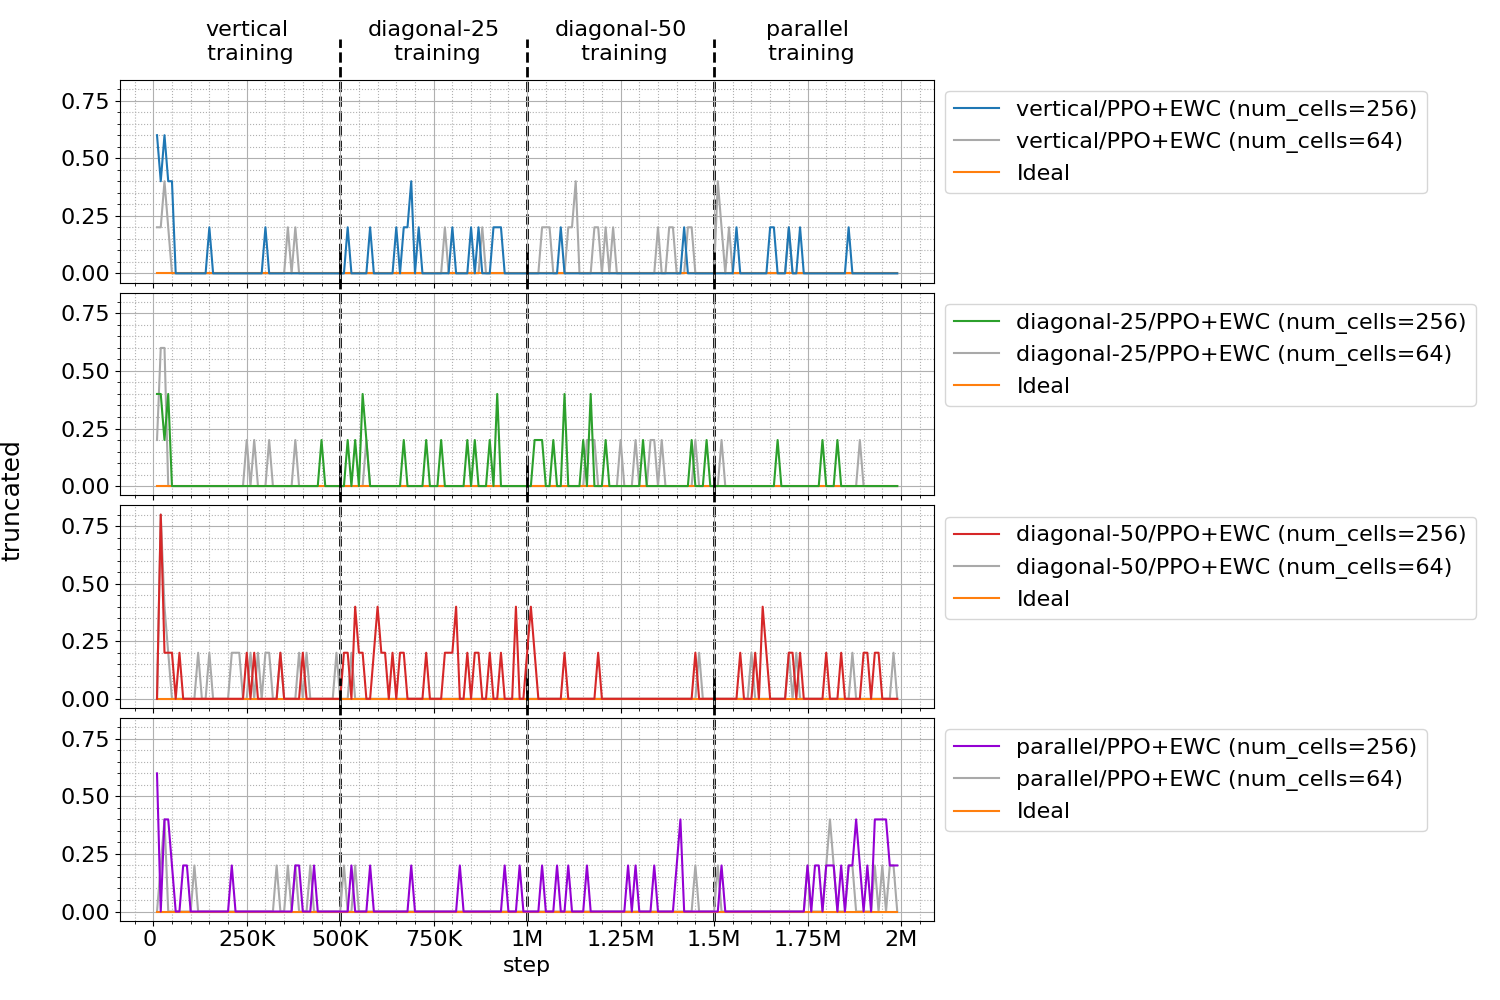 vertical
training
diagonal-25
training
diagonal-50
training
parallel
training
0.75
0.50
0.25
0.00
vertical/PPO+EWC (num_cells=256)
vertical/PPO+EWC (num_cells=64)
Ideal
0.75
0.50
0.25
0.00
diagonal-25/PPO+EWC (num_cells=256)
diagonal-25/PPO+EWC (num_cells=64)
Ideal
truncated
0.75
0.50
0.25
0.00
diagonal-50/PPO+EWC (num_cells=256)
diagonal-50/PPO+EWC (num_cells=64)
Ideal
0.75
0.50
0.25
0.00
parallel/PPO+EWC (num_cells=256)
parallel/PPO+EWC (num_cells=64)
Ideal
0 250K 500K 750K 1M 1.25M 1.5M 1.75M 2M
step